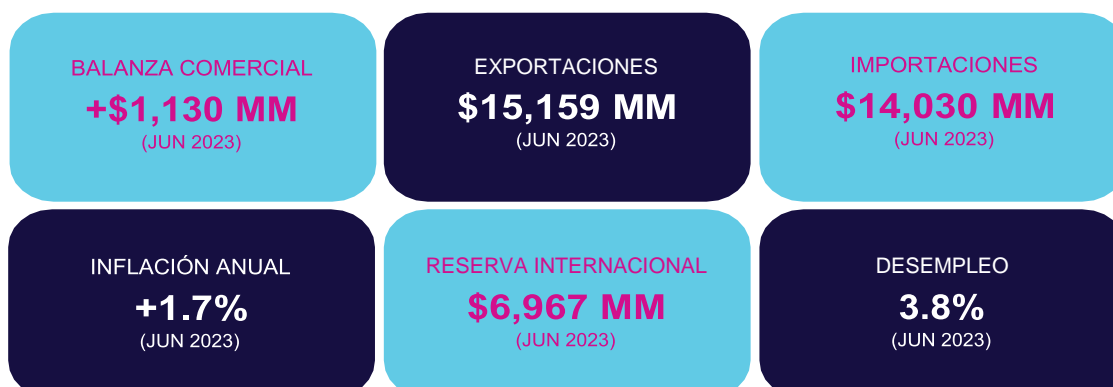 BALANZA COMERCIAL
+$1,130 MM
(JUN 2023)
EXPORTACIONES
$15,159 MM
(JUN 2023)
IMPORTACIONES
$14,030 MM
(JUN 2023)
INFLACIÓN ANUAL
+1.7%
(JUN 2023)
RESERVA INTERNACIONAL
$6,967 MM
(JUN 2023)
DESEMPLEO
3.8%
(JUN 2023)